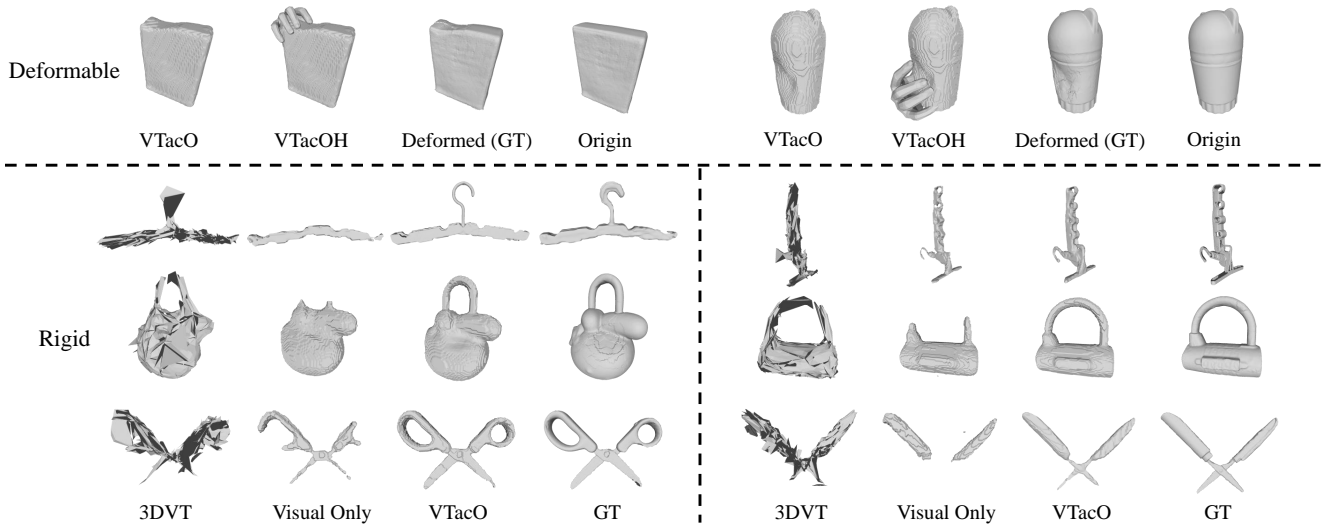 Deformable
VTacO VTacOH Deformed (GT) Origin VTacO VTacOH Deformed (GT) Origin
Rigid
3DVT Visual Only VTacO GT 3DVT Visual Only VTacO GT